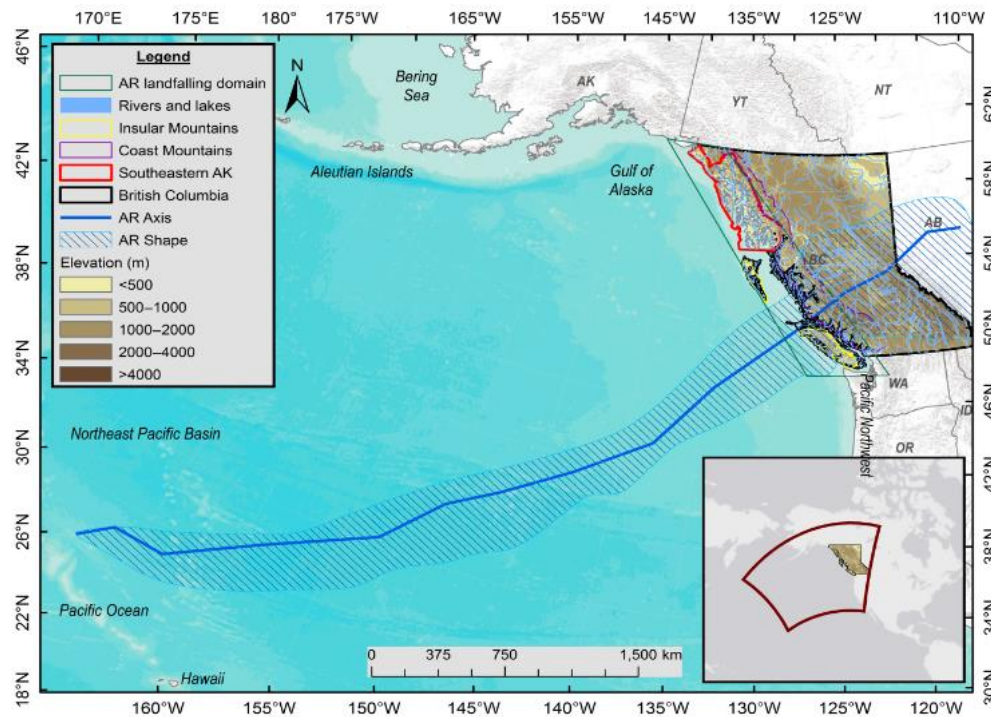 170°E 175°E 180° 175°W 165°W 155°W 145°W 135°W 125°W 110°W
46°N
42°N
38°N
34°N
30°N
26°N
22°N
18°N
Legend
AR landfalling domain
Rivers and lakes
Insular Mountains
Coast Mountains
Southeastern AK
British Columbia
AR Axis
AR Shape
Elevation (m)
<500
500–1000
1000–2000
2000–4000
>4000
N
Bering
Sea
AK
YT
NT
Aleutian Islands
Gulf of
Alaska
AB
BC
WA
ID
OR
Pacific Northwest
Northeast Pacific Basin
Pacific Ocean
Hawaii
0 375 750 1,500 km
62°N
58°N
54°N
50°N
46°N
42°N
38°N
34°N
30°N
160°W 155°W 150°W 145°W 140°W 135°W 130°W 125°W 120°W